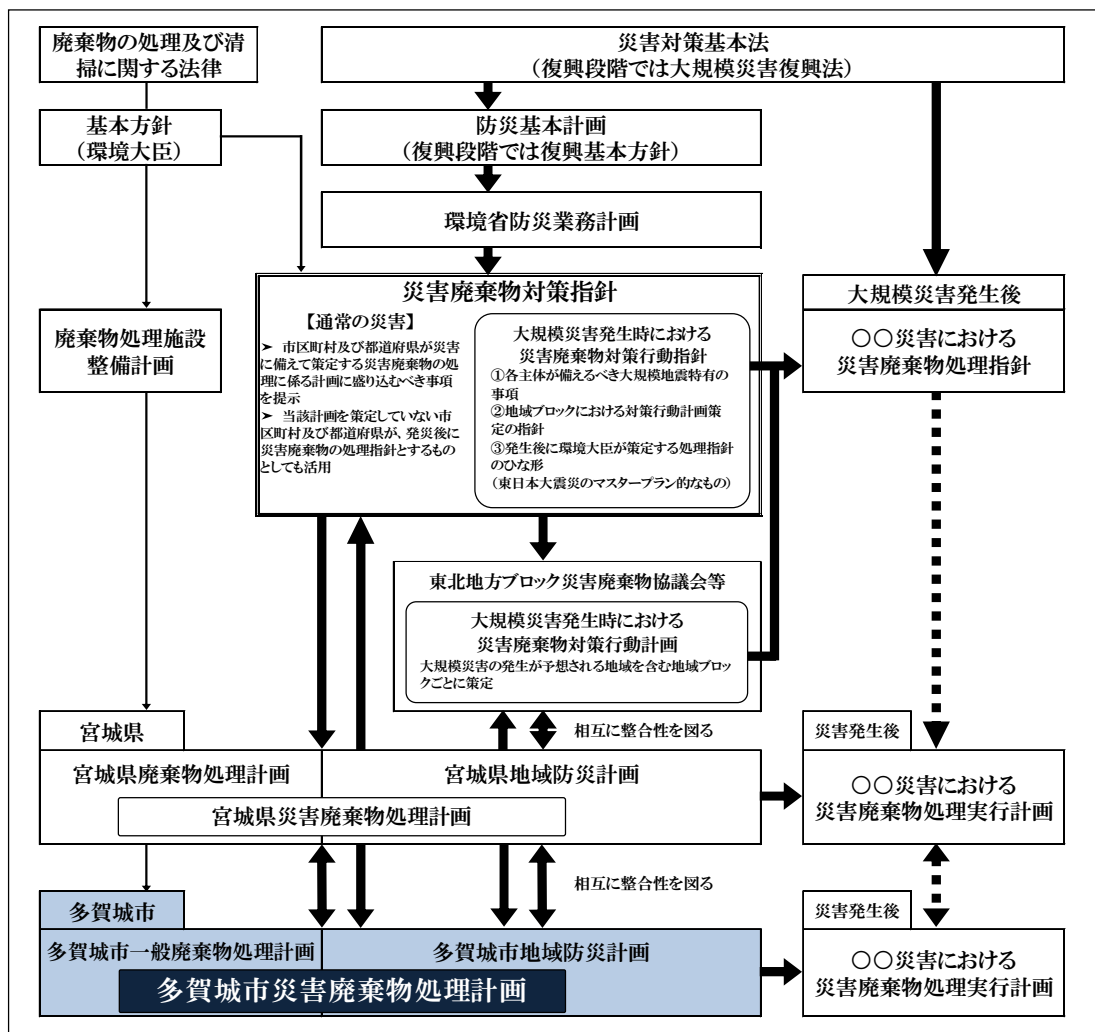 廃棄物の処理及び清
掃に関する法律
災害対策基本法
（復興段階では大規模災害復興法）
基本方針
（環境大臣）
防災基本計画
（復興段階では復興基本方針）
環境省防災業務計画
災害廃棄物対策指針
【通常の災害】
➤ 市区町村及び都道府県が災害
に備えて策定する災害廃棄物の処
理に係る計画に盛り込むべき事項
を提示
➤ 当該計画を策定していない市
区町村及び都道府県が、発災後に
災害廃棄物の処理指針とするもの
としても活用
大規模災害発生時における
災害廃棄物対策行動指針
①各主体が備えるべき大規模地震特有の
事項
②地域ブロックにおける対策行動計画策
定の指針
③発生後に環境大臣が策定する処理指針
のひな形
（東日本大震災のマスタープラン的なもの）
大規模災害発生後
〇〇災害における
災害廃棄物処理指針
廃棄物処理施設
整備計画
東北地方ブロック災害廃棄物協議会等
大規模災害発生時における
災害廃棄物対策行動計画
大規模災害の発生が予想される地域を含む地域ブロッ
クごとに策定
相互に整合性を図る
宮城県
宮城県廃棄物処理計画
宮城県地域防災計画
宮城県災害廃棄物処理計画
災害発生後
〇〇災害における
災害廃棄物処理実行計画
相互に整合性を図る
多賀城市
多賀城市一般廃棄物処理計画
多賀城市地域防災計画
多賀城市災害廃棄物処理計画
災害発生後
〇〇災害における
災害廃棄物処理実行計画